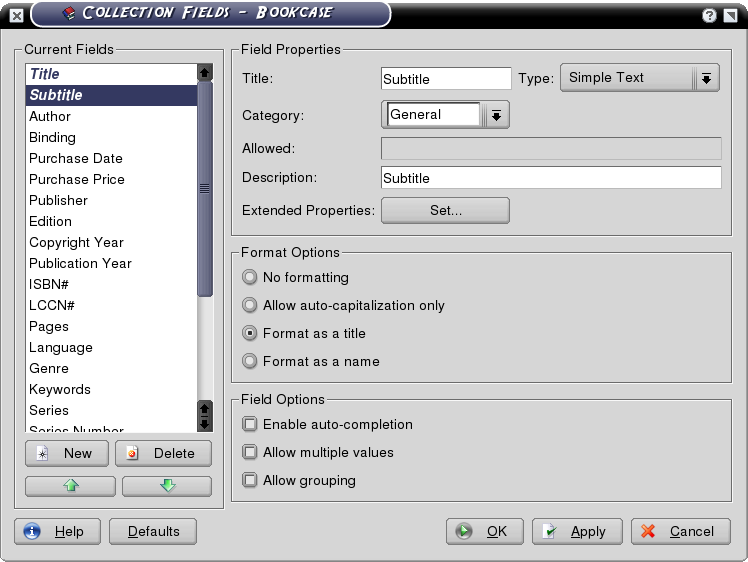 Collection Fields – Bookcase
Current Fields
Title
Subtitle
Author
Binding
Purchase Date
Purchase Price
Publisher
Edition
Copyright Year
Publication Year
ISBN#
LCCN#
Pages
Language
Genre
Keywords
Series
Series Number
New
Delete
Field Properties
Title: Subtitle Type: Simple Text
Category: General
Allowed:
Description: Subtitle
Extended Properties: Set...
Format Options
No formatting
Allow auto-capitalization only
Format as a title
Format as a name
Field Options
Enable auto-completion
Allow multiple values
Allow grouping
Help Defaults OK Apply Cancel